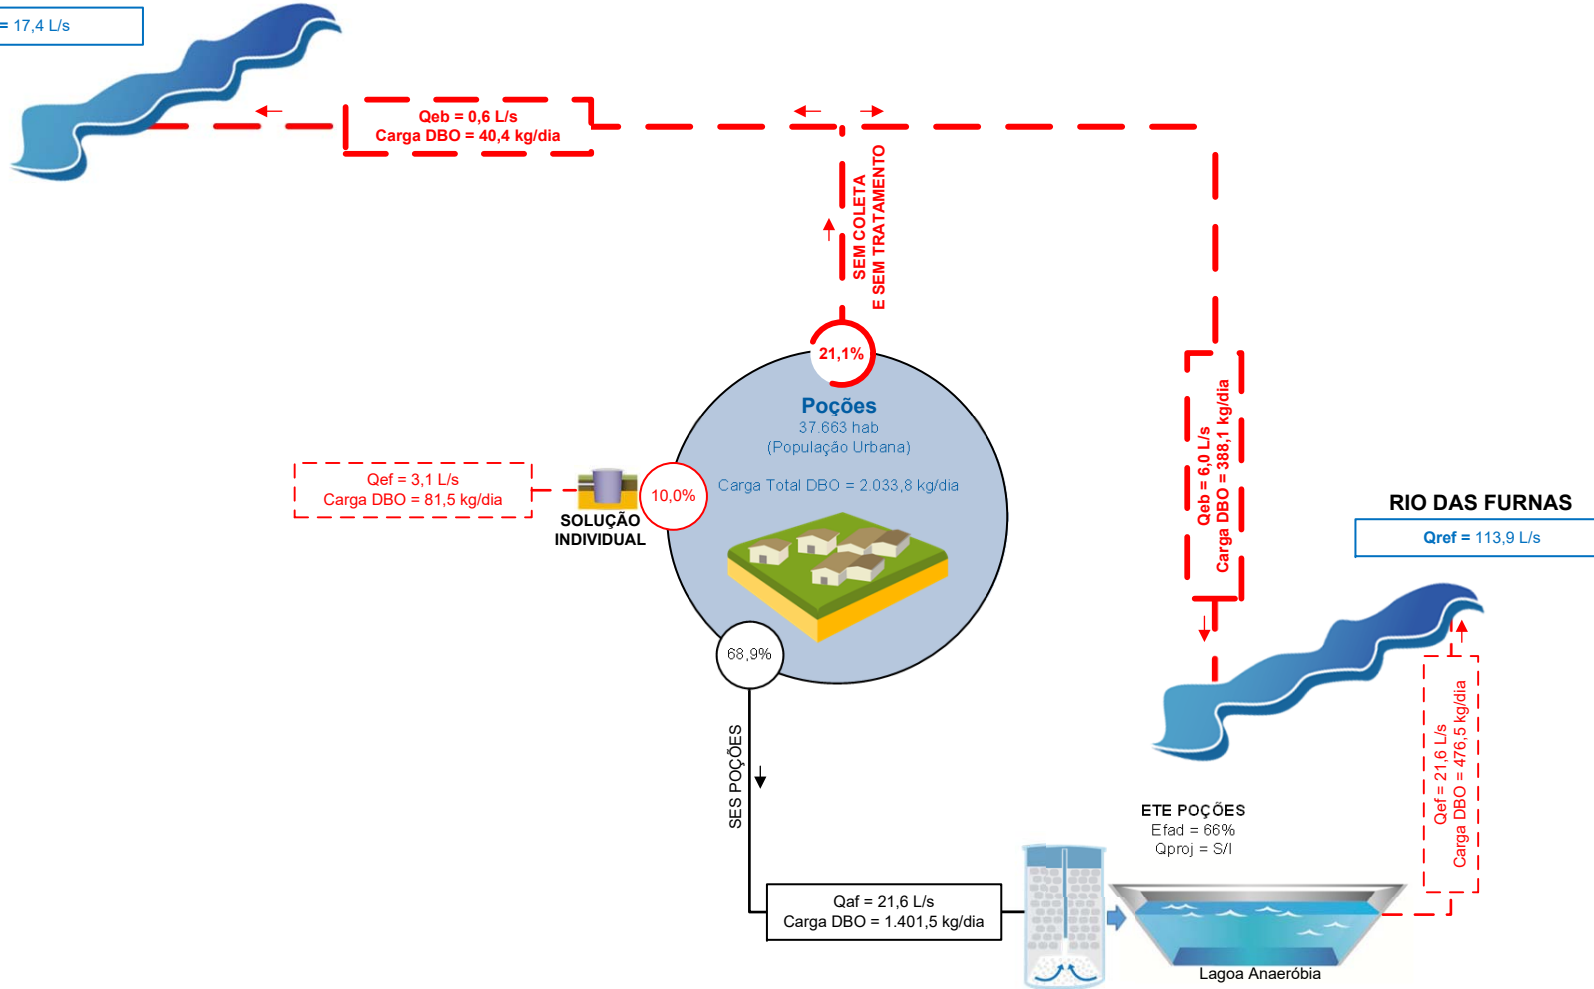 = 17,4 L/s
Qeb = 0,6 L/s
Carga DBO = 40,4 kg/dia
SEM COLETA
E SEM TRATAMENTO
21,1%
Poções
37.663 hab
(População Urbana)
Carga Total DBO = 2.033,8 kg/dia
Qef = 3,1 L/s
Carga DBO = 81,5 kg/dia
SOLUÇÃO
INDIVIDUAL
10,0%
Qeb = 6,0 L/s
Carga DBO = 388,1 kg/dia
RIO DAS FURNAS
Qref = 113,9 L/s
68,9%
SES POÇÕES
Qaf = 21,6 L/s
Carga DBO = 1.401,5 kg/dia
ETE POÇÕES
Efad = 66%
Qproj = S/I
Lagoa Anaeróbia
Qef = 21,6 L/s
Carga DBO = 476,5 kg/dia